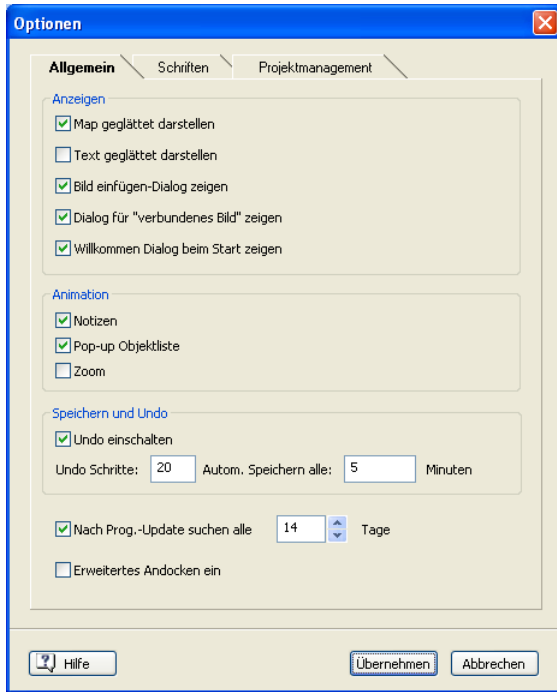 Optionen
Allgemein Schriften Projektmanagement
Anzeigen
Map geglättet darstellen
Text geglättet darstellen
Bild einfügen-Dialog zeigen
Dialog für "verbundenes Bild" zeigen
Willkommen Dialog beim Start zeigen
Animation
Notizen
Pop-up Objektliste
Zoom
Speichern und Undo
Undo einschalten
Undo Schritte: 20 Autom. Speichern alle: 5 Minuten
Nach Prog.-Update suchen alle 14 Tage
Erweitertes Andocken ein
Hilfe Übernehmen Abbrechen